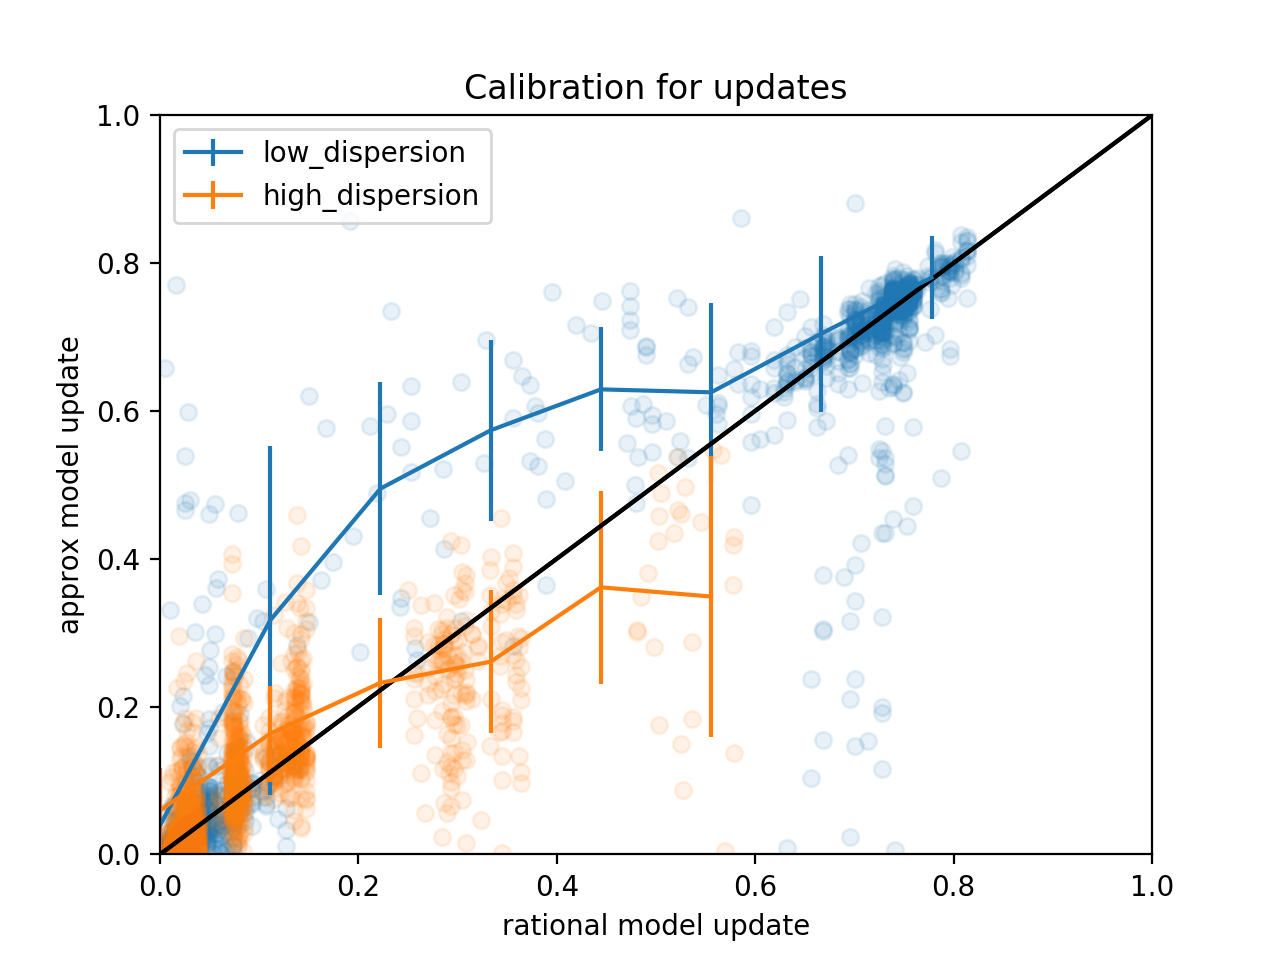 Calibration for updates
1.0
low_dispersion
high_dispersion
0.8
0.6
0.4
0.2
0.0
approx model update
0.0 0.2 0.4 0.6 0.8 1.0
rational model update